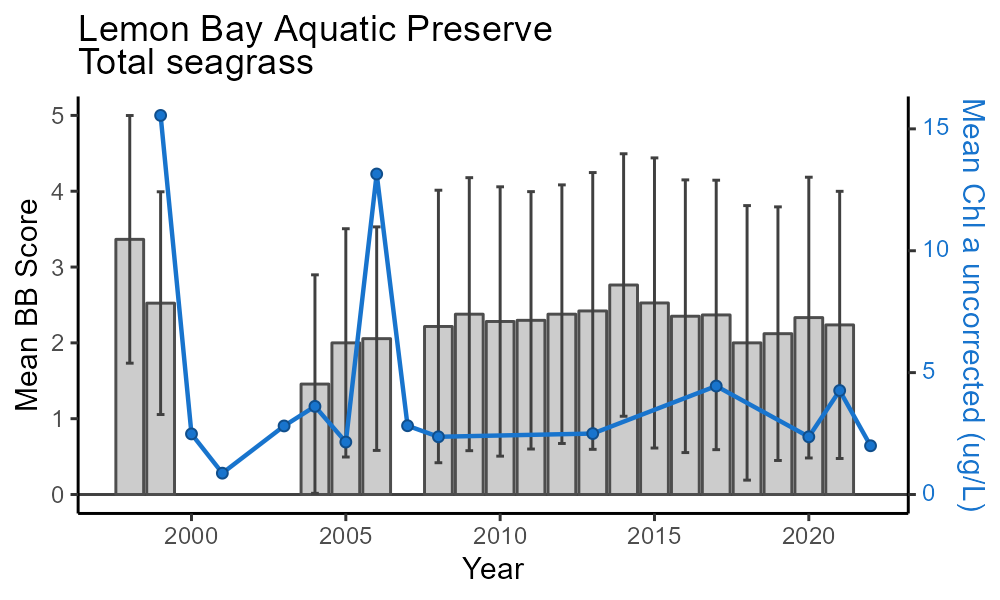 Lemon Bay Aquatic Preserve
Total seagrass
5
4
3
2
1
0
Mean BB Score
15
10
5
0
Mean Chl a uncorrected (ug/L)
2000 2005 2010 2015 2020
Year